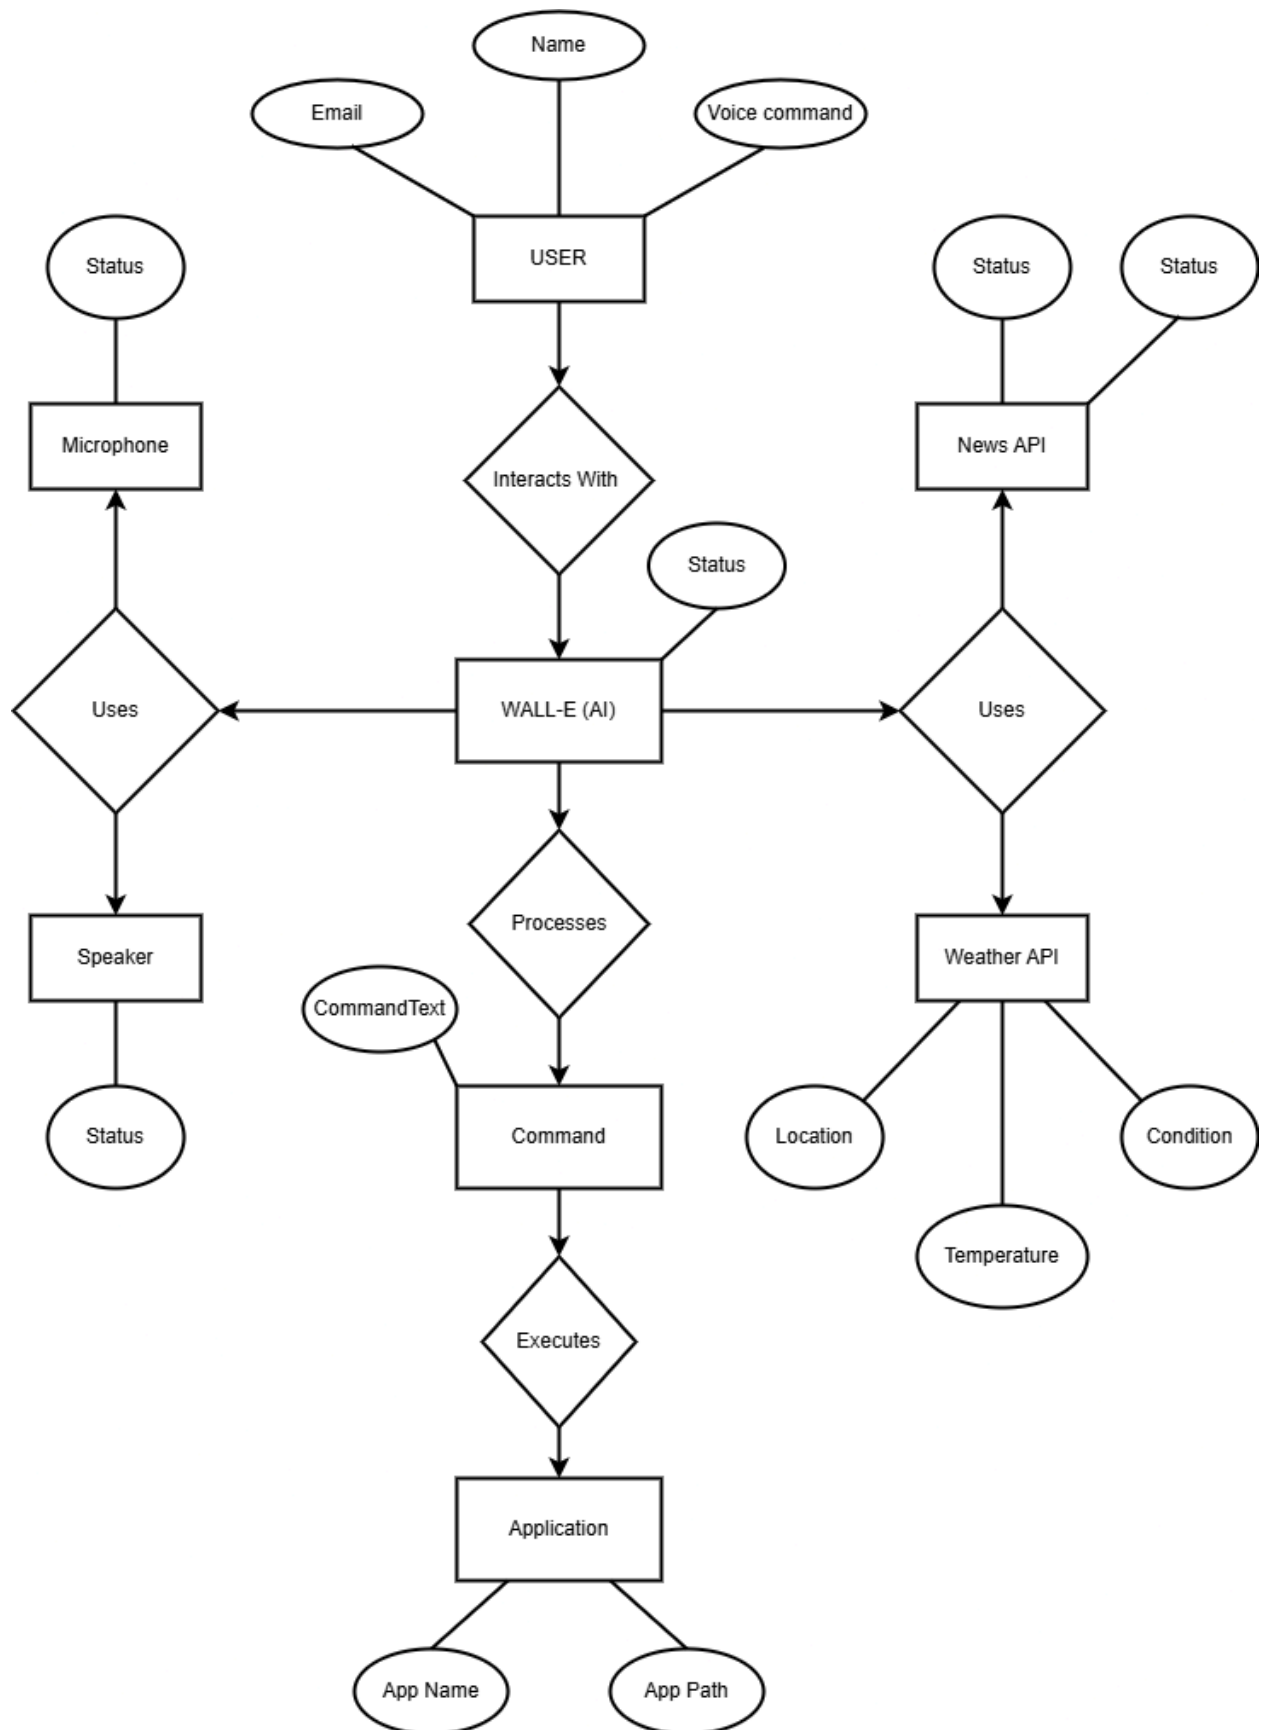 Name
Email
Voice command
USER
Status
Status
Status
Microphone
News API
Interacts With
Status
Uses
WALL-E (AI)
Uses
Processes
Speaker
Weather API
CommandText
Command
Status
Location
Condition
Temperature
Executes
Application
App Name
App Path